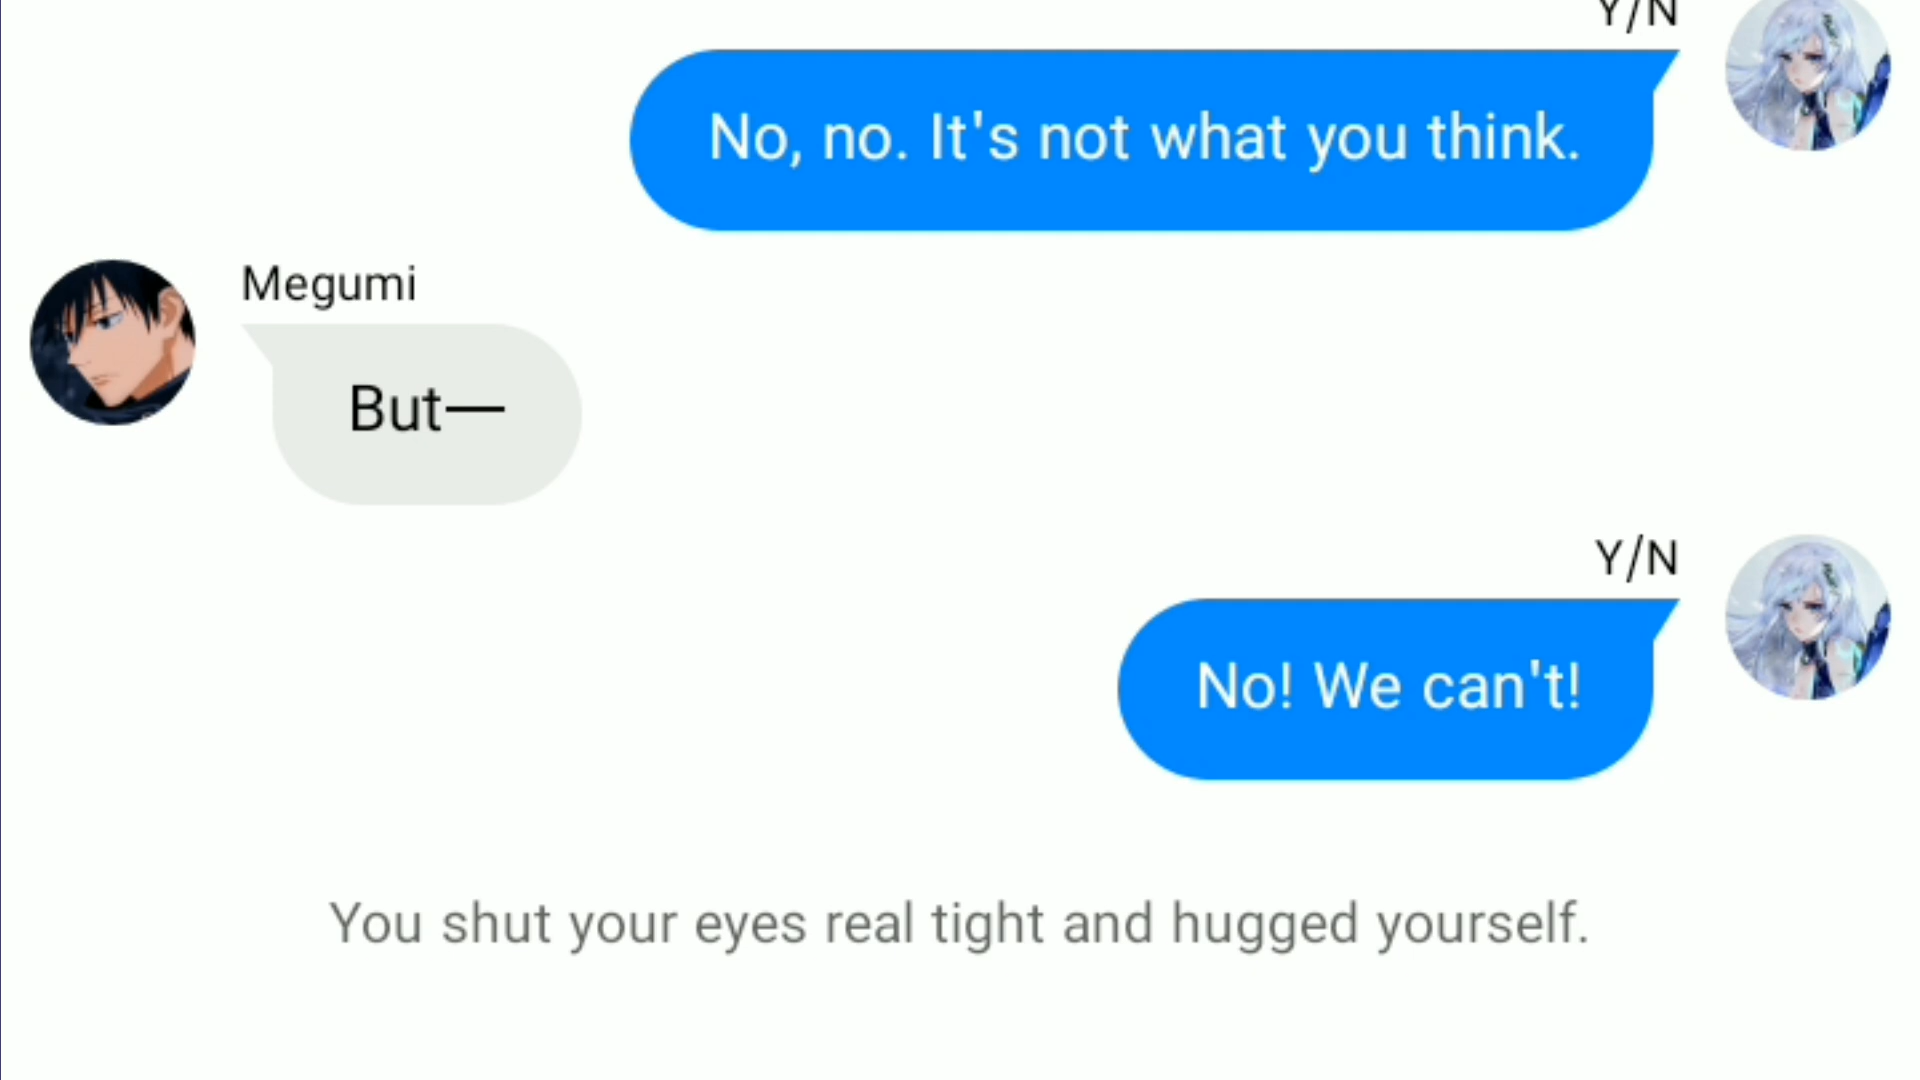 Y/N
No, no. It's not what you think.
Megumi
But—
Y/N
No! We can't!
You shut your eyes real tight and hugged yourself.